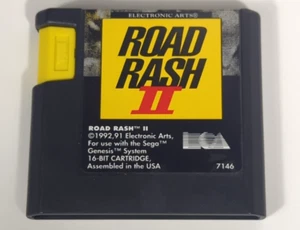 ELECTRONIC ARTS®
ROAD
RASH
II
ROAD RASH™ II
©1992,91 Electronic Arts,
For use with the Sega™
Genesis™ System
16-BIT CARTRIDGE.
Assembled in the USA
EA
7146